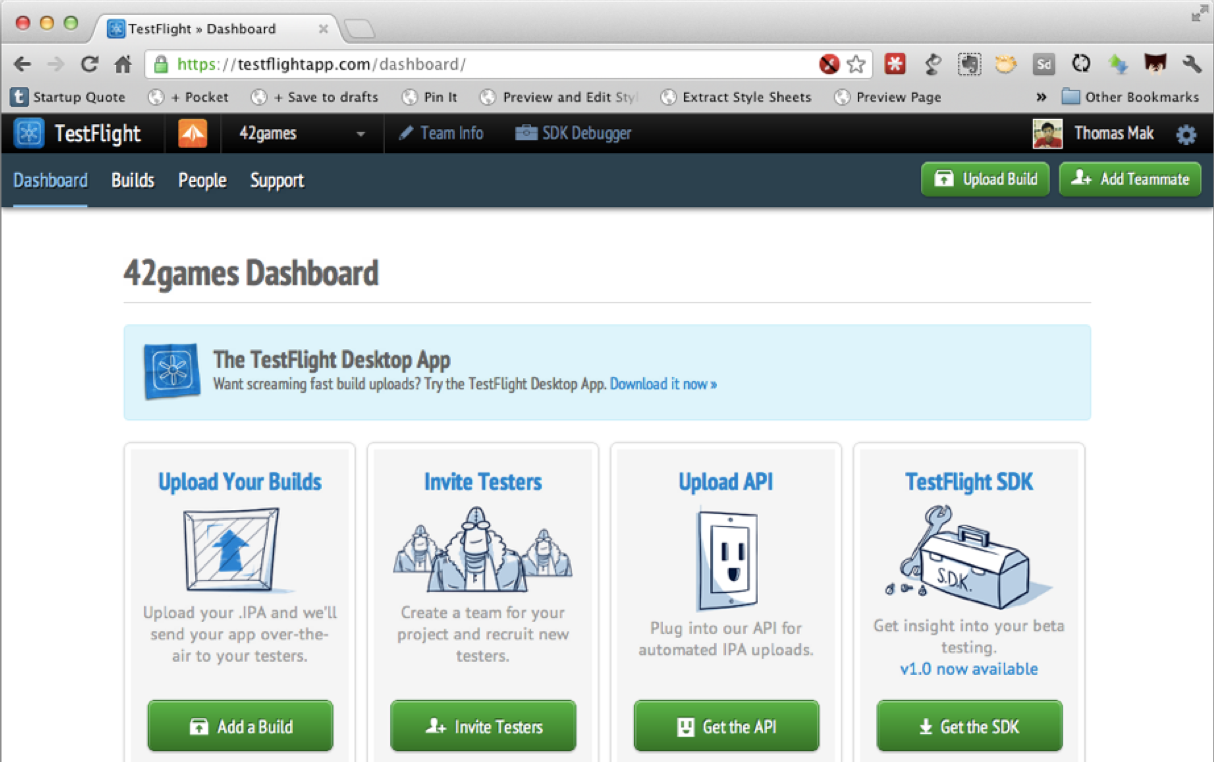 TestFlight » Dashboard
https://testflightapp.com/dashboard/
Sd
t Startup Quote + Pocket + Save to drafts Pin It Preview and Edit Styl Extract Style Sheets Preview Page » Other Bookmarks
TestFlight 42games Team Info SDK Debugger Thomas Mak
Dashboard Builds People Support Upload Build Add Teammate
42games Dashboard
The TestFlight Desktop App
Want screaming fast build uploads? Try the TestFlight Desktop App. Download it now »
Upload Your Builds
Upload your .IPA and we'll
send your app over-the-
air to your testers.
Add a Build
Invite Testers
Create a team for your
project and recruit new
testers.
Invite Testers
Upload API
Plug into our API for
automated IPA uploads.
Get the API
TestFlight SDK
S.D.K.
Get insight into your beta
testing.
v1.0 now available
Get the SDK